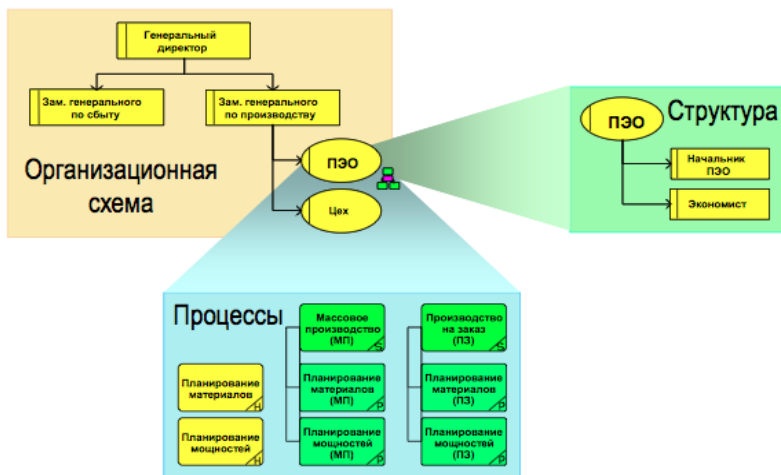 Генеральный
директор
Зам. генерального
по сбыту
Зам. генерального
по производству
Организационная
схема
ПЭО
Цех
Структура
ПЭО
Начальник
ПЭО
Экономист
Процессы
Массовое
производство
(МП)
S
Производство
на заказ
(ПЗ)
S
Планирование
материалов
H
Планирование
материалов
(МП)
P
Планирование
материалов
(ПЗ)
P
Планирование
мощностей
H
Планирование
мощностей
(МП)
P
Планирование
мощностей
(ПЗ)
P